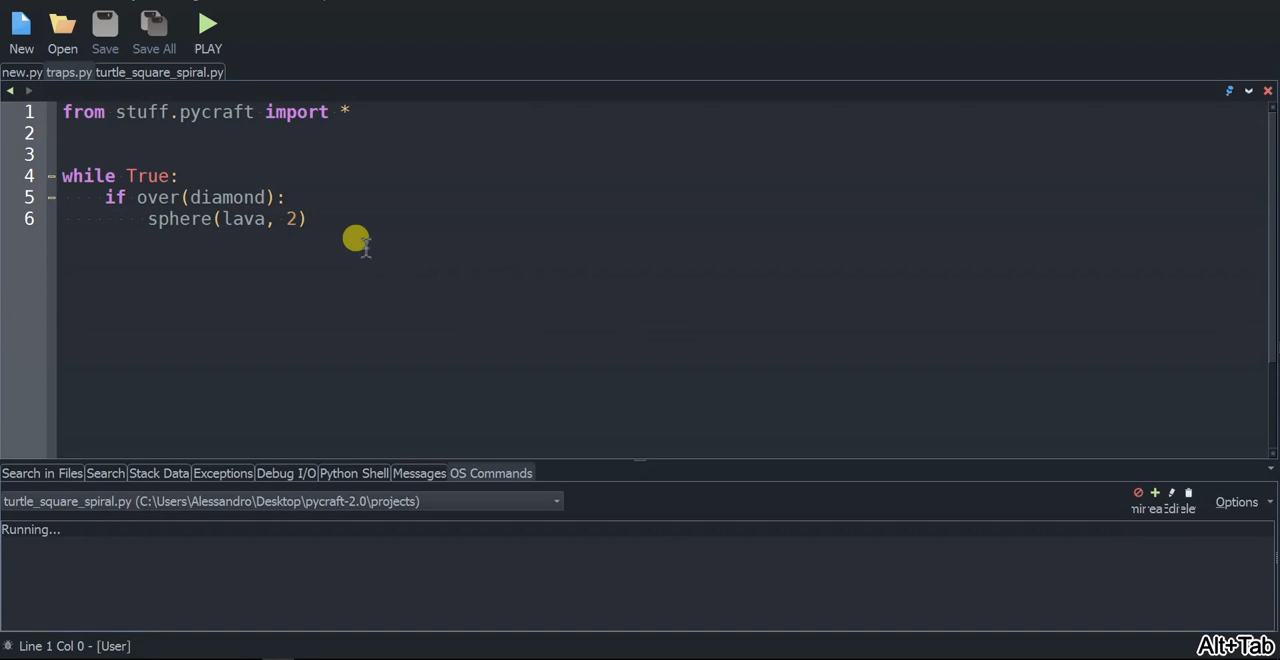 New Open Save Save All PLAY
new.py traps.py turtle_square_spiral.py
1 from stuff.pycraft import *
2
3
4 while True:
5 if over(diamond):
6 sphere(lava, 2)
Search in Files Search Stack Data Exceptions Debug I/O Python Shell Messages OS Commands
turtle_square_spiral.py (C:\Users\Alessandro\Desktop\pycraft-2.0\projects)
Options
Running...
Line 1 Col 0 - [User]
Alt+Tab